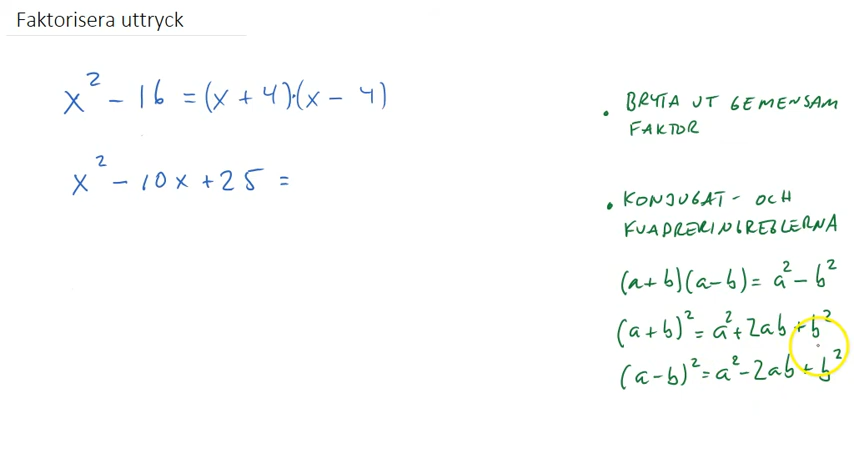 Faktorisera uttryck
x² - 16 = (x + 4)·(x - 4)
x² - 10x + 25 =
• BRYTA UT GEMENSAM
FAKTOR
• KONJUGAT- OCH
KVADRERINGSREGLERNA
(a+b)(a-b) = a² - b²
(a+b)² = a² + 2ab + b²
(a-b)² = a² - 2ab + b²